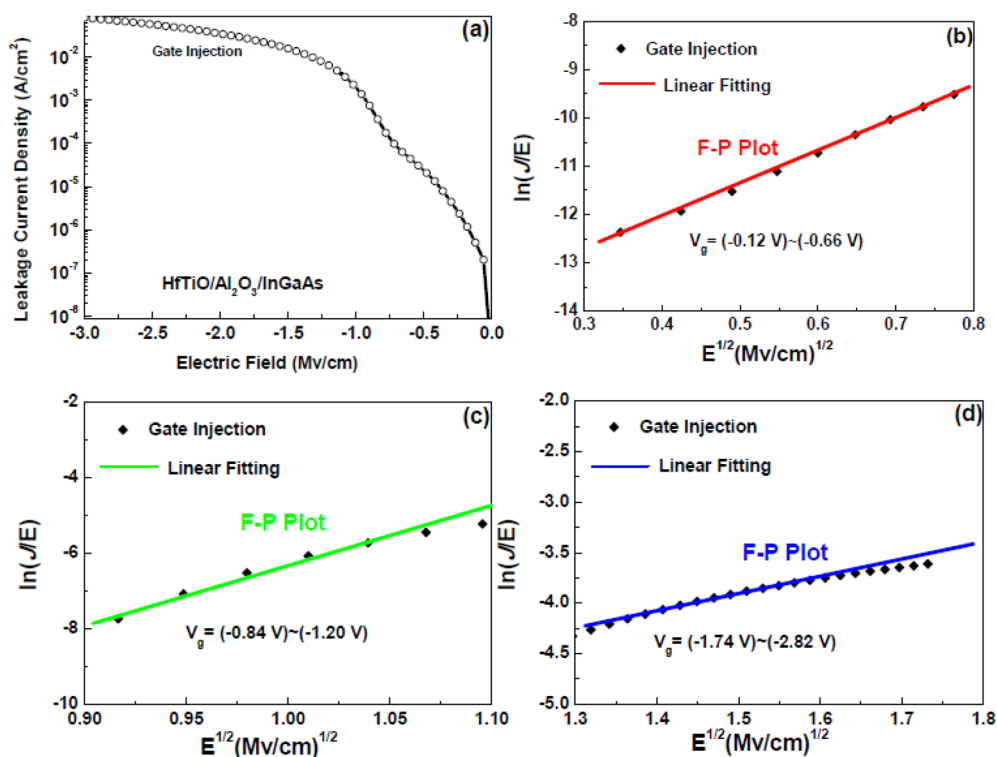 (a)
Gate Injection
HfTiO/Al₂O₃/InGaAs
Leakage Current Density (A/cm²)
10⁻²
10⁻³
10⁻⁴
10⁻⁵
10⁻⁶
10⁻⁷
10⁻⁸
-3.0 -2.5 -2.0 -1.5 -1.0 -0.5 0.0
Electric Field (Mv/cm)
(b)
Gate Injection
Linear Fitting
F-P Plot
V_g= (-0.12 V)~(-0.66 V)
ln(J/E)
-8
-9
-10
-11
-12
-13
-14
0.3 0.4 0.5 0.6 0.7 0.8
E^1/2(Mv/cm)^1/2
(c)
Gate Injection
Linear Fitting
F-P Plot
V_g= (-0.84 V)~(-1.20 V)
ln(J/E)
-2
-4
-6
-8
-10
0.90 0.95 1.00 1.05 1.10
E^1/2(Mv/cm)^1/2
(d)
Gate Injection
Linear Fitting
F-P Plot
V_g= (-1.74 V)~(-2.82 V)
ln(J/E)
-2.0
-2.5
-3.0
-3.5
-4.0
-4.5
-5.0
1.3 1.4 1.5 1.6 1.7 1.8
E^1/2(Mv/cm)^1/2